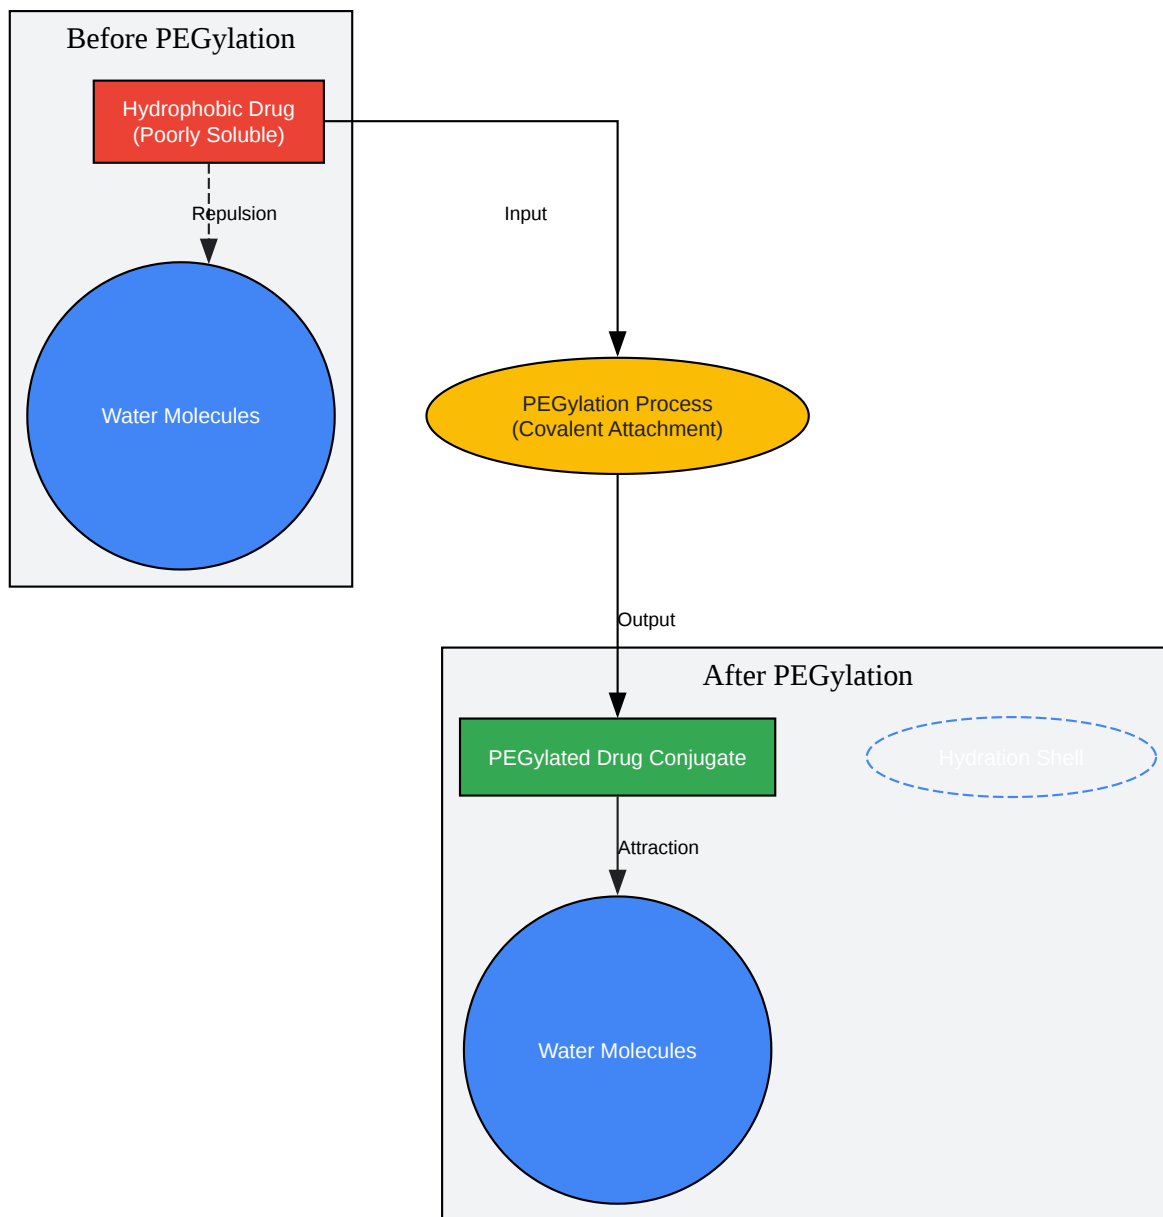 Before PEGylation
Hydrophobic Drug
(Poorly Soluble)
Repulsion
Input
Water Molecules
PEGylation Process
(Covalent Attachment)
Output
After PEGylation
PEGylated Drug Conjugate
Hydration Shell
Attraction
Water Molecules